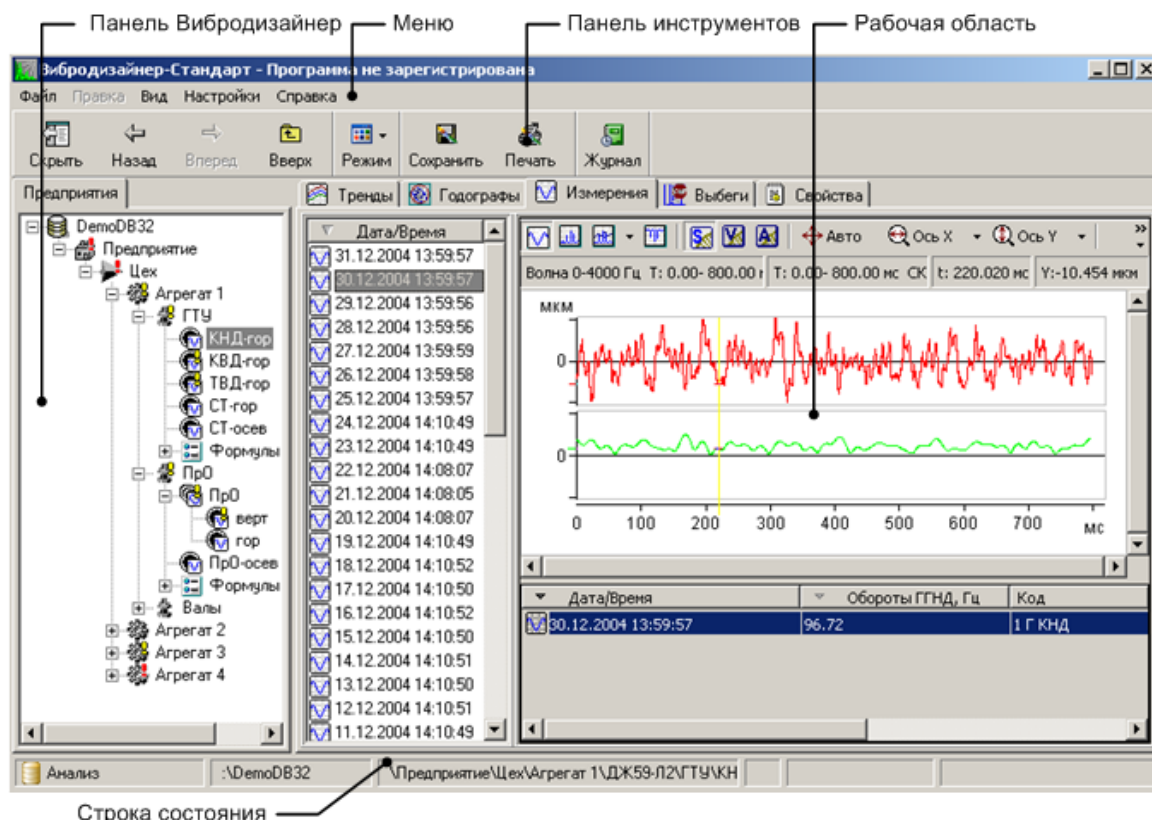 Панель Вибродизайнер
Меню
Панель инструментов
Рабочая область
Вибродизайнер-Стандарт - Программа не зарегистрирована
Файл Правка Вид Настройки Справка
Скрыть Назад Вперед Вверх Режим Сохранить Печать Журнал
Предприятия
Тренды Годографы Измерения Выбеги Свойства
DemoDB32
Предприятие
Цех
Агрегат 1
ГТУ
КНД-гор
КВД-гор
ТВД-гор
СТ-гор
СТ-осев
Формулы
ПрО
ПрО
верт
гор
ПрО-осев
Формулы
Валы
Агрегат 2
Агрегат 3
Агрегат 4
Дата/Время
31.12.2004 13:59:57
30.12.2004 13:59:57
29.12.2004 13:59:56
28.12.2004 13:59:56
27.12.2004 13:59:59
26.12.2004 13:59:58
25.12.2004 13:59:57
24.12.2004 14:10:49
23.12.2004 14:10:49
22.12.2004 14:08:07
21.12.2004 14:08:05
20.12.2004 14:08:07
19.12.2004 14:10:49
18.12.2004 14:10:52
17.12.2004 14:10:50
16.12.2004 14:10:52
15.12.2004 14:10:50
14.12.2004 14:10:51
13.12.2004 14:10:50
12.12.2004 14:10:51
11.12.2004 14:10:49
S V A Авто Ось X Ось Y »
Волна 0-4000 Гц T: 0.00- 800.00 T: 0.00- 800.00 мс СК t: 220.020 мс Y:-10.454 мкм
мкм
0
0
0 100 200 300 400 500 600 700 мс
Дата/Время Обороты ГГНД, Гц Код
30.12.2004 13:59:57 96.72 1 Г КНД
Анализ :\DemoDB32 \Предприятие\Цех\Агрегат 1\ДЖ59-Л2\ГТУ\КН
Строка состояния